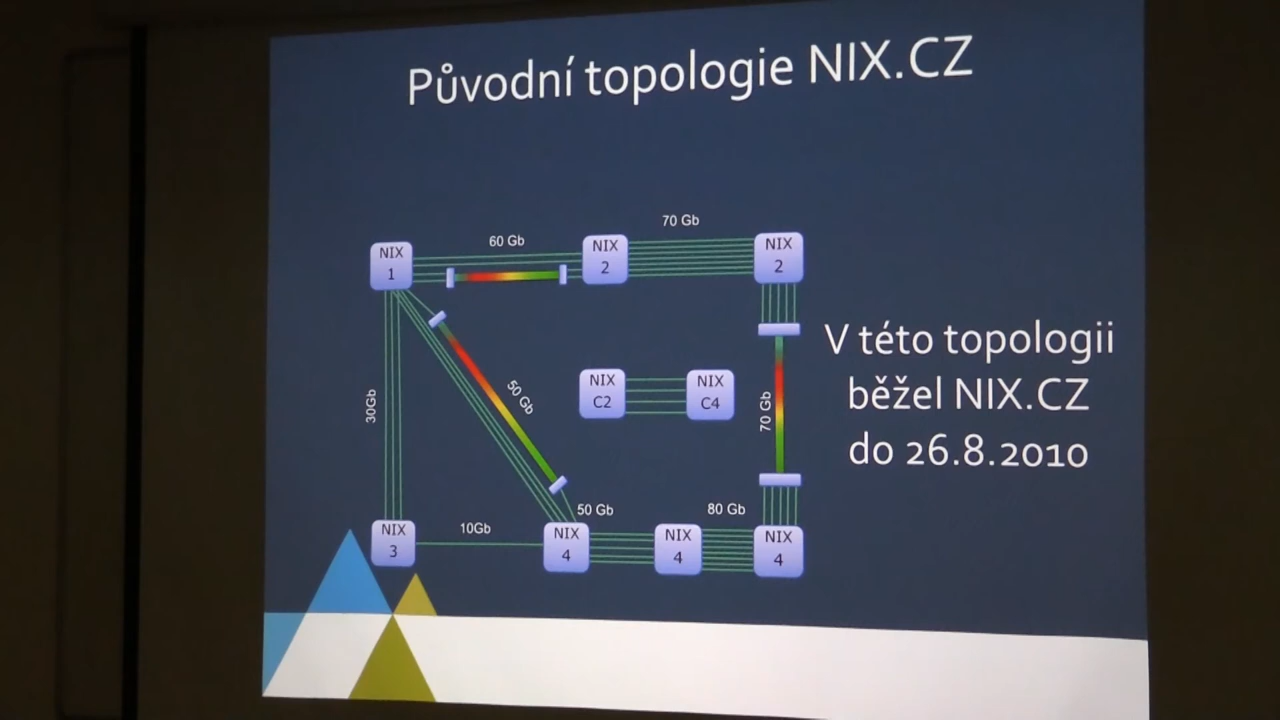 Původní topologie NIX.CZ
70 Gb
60 Gb
NIX
1
NIX
2
NIX
2
V této topologii
běžel NIX.CZ
do 26.8.2010
50 Gb
NIX
C2
NIX
C4
70 Gb
30Gb
50 Gb
80 Gb
10Gb
NIX
3
NIX
4
NIX
4
NIX
4